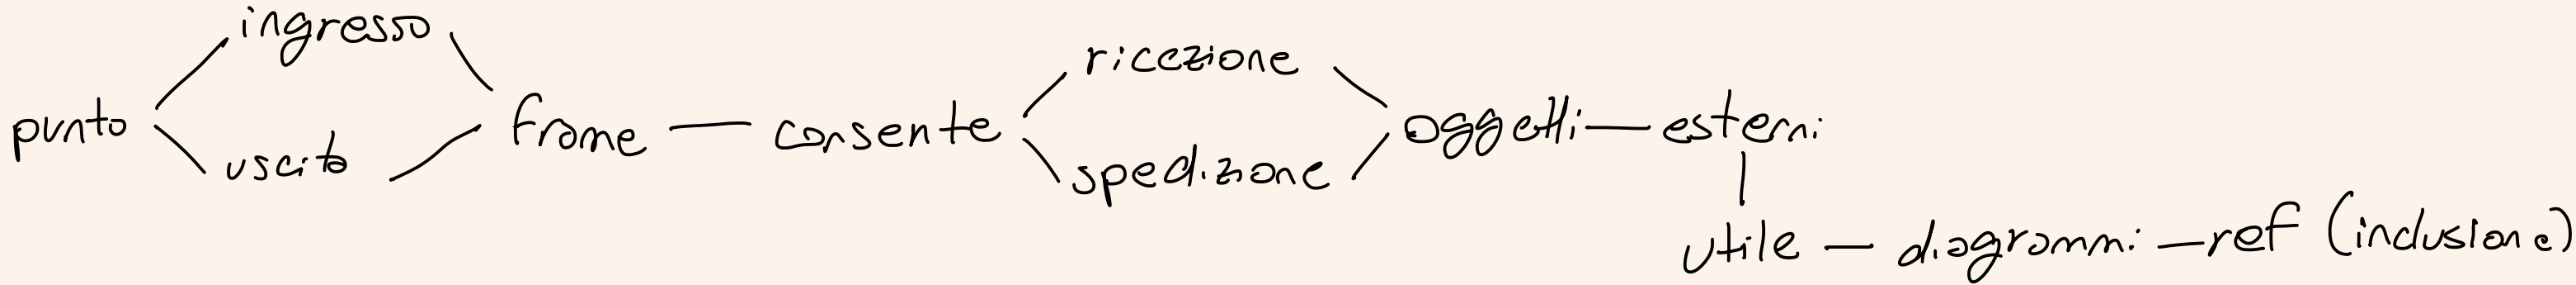 ingresso
punto
uscita
frame — consente
ricezione
spedizione
oggetti — esterni
utile — diagrammi — ref (inclusione)